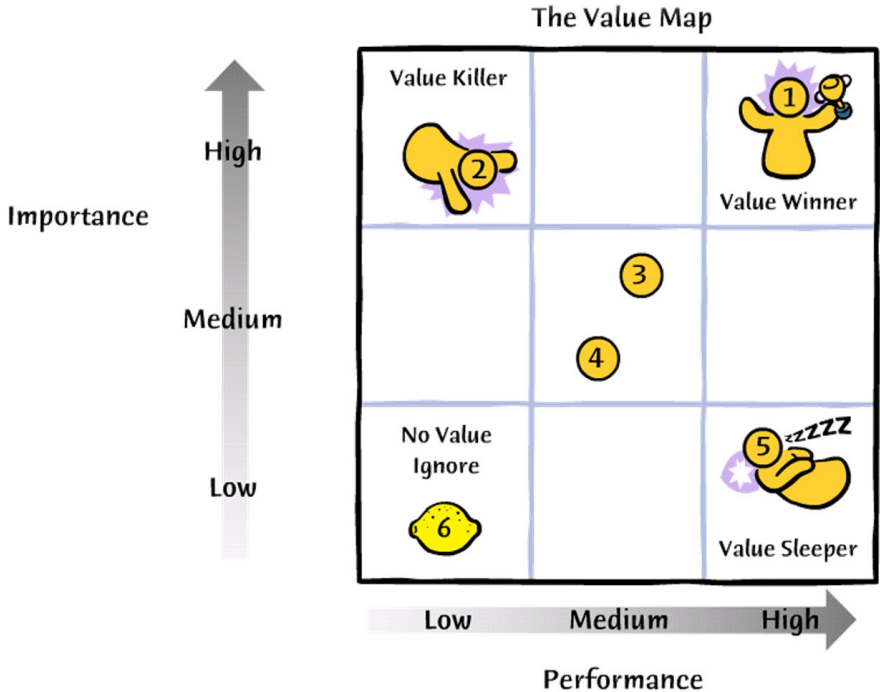 The Value Map
Value Killer
1
High
2
Importance
Value Winner
3
Medium
4
No Value
Ignore
5
zzzzzz
Low
6
Value Sleeper
Low
Medium
High
Performance